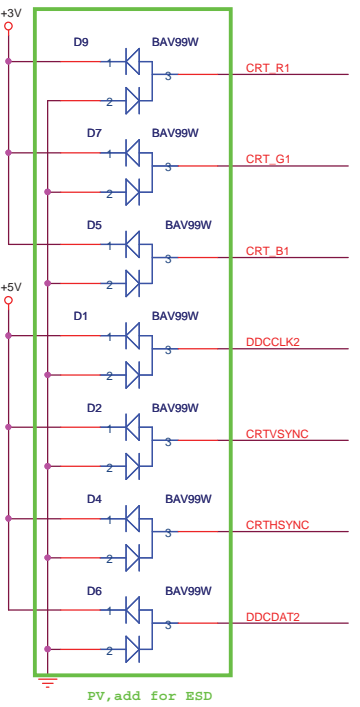 +3V
D9 BAV99W
1
3 CRT_R1
2
D7 BAV99W
1
3 CRT_G1
2
D5 BAV99W
1
3 CRT_B1
2
+5V
D1 BAV99W
1
3 DDCCLK2
2
D2 BAV99W
1
3 CRTVSYNC
2
D4 BAV99W
1
3 CRTHSYNC
2
D6 BAV99W
1
3 DDCDAT2
2
PV,add for ESD